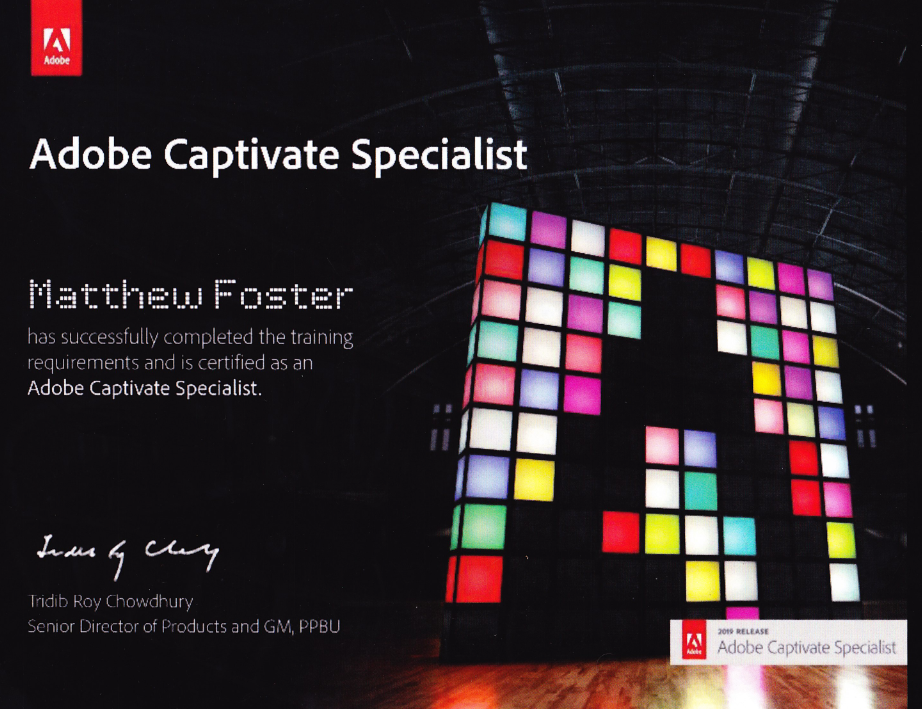 Adobe
Adobe Captivate Specialist
Matthew Foster
has successfully completed the training
requirements and is certified as an
Adobe Captivate Specialist.
Tridib Roy Chowdhury
Senior Director of Products and GM, PPBU
Adobe
2019 RELEASE
Adobe Captivate Specialist